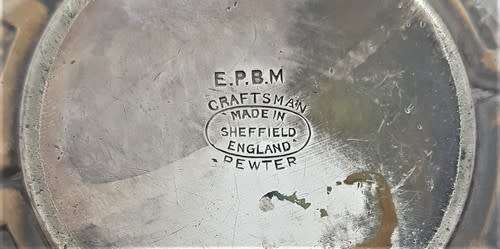 E.P.B.M
CRAFTSMAN
MADE IN
SHEFFIELD
ENGLAND
PEWTER